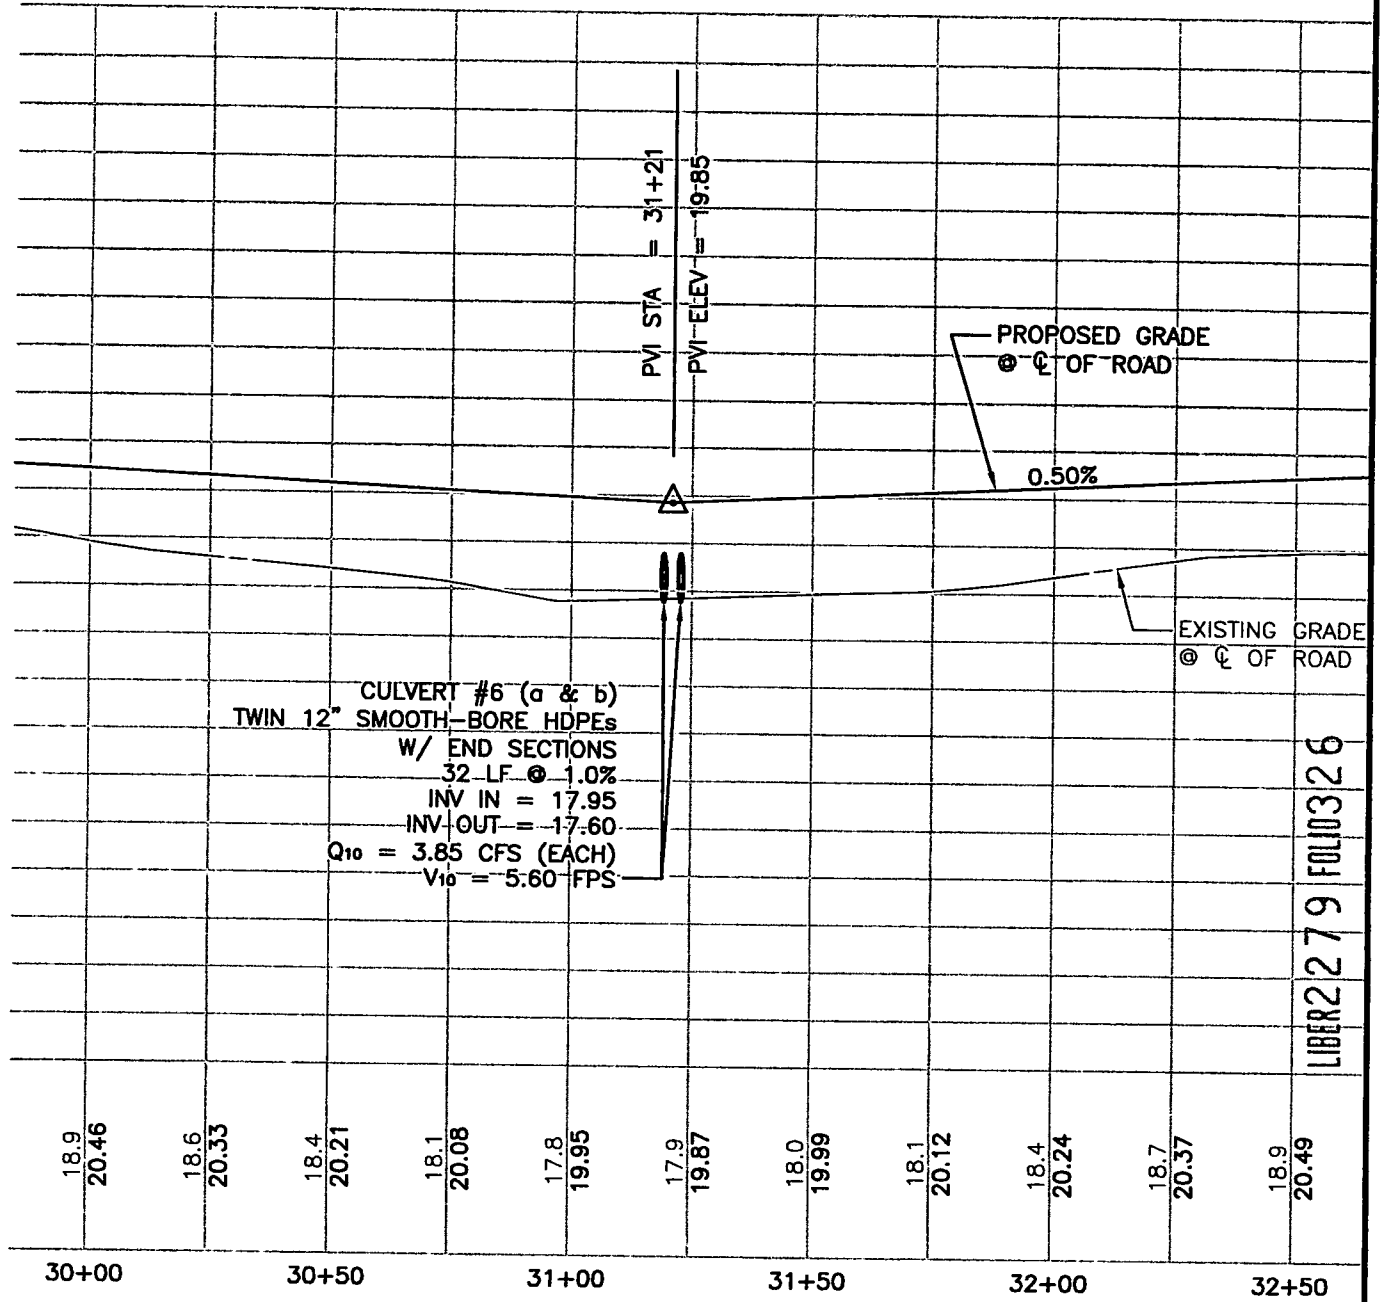 PVI STA = 31+21
PVI ELEV = 19.85
PROPOSED GRADE
@ ℄ OF ROAD
0.50%
EXISTING GRADE
@ ℄ OF ROAD
CULVERT #6 (a & b)
TWIN 12" SMOOTH-BORE HDPEs
W/ END SECTIONS
32 LF @ 1.0%
INV IN = 17.95
INV OUT = 17.60
Q10 = 3.85 CFS (EACH)
V10 = 5.60 FPS
LIBER2279 FOLIO326
18.9
20.46
18.6
20.33
18.4
20.21
18.1
20.08
17.8
19.95
17.9
19.87
18.0
19.99
18.1
20.12
18.4
20.24
18.7
20.37
18.9
20.49
30+00
30+50
31+00
31+50
32+00
32+50